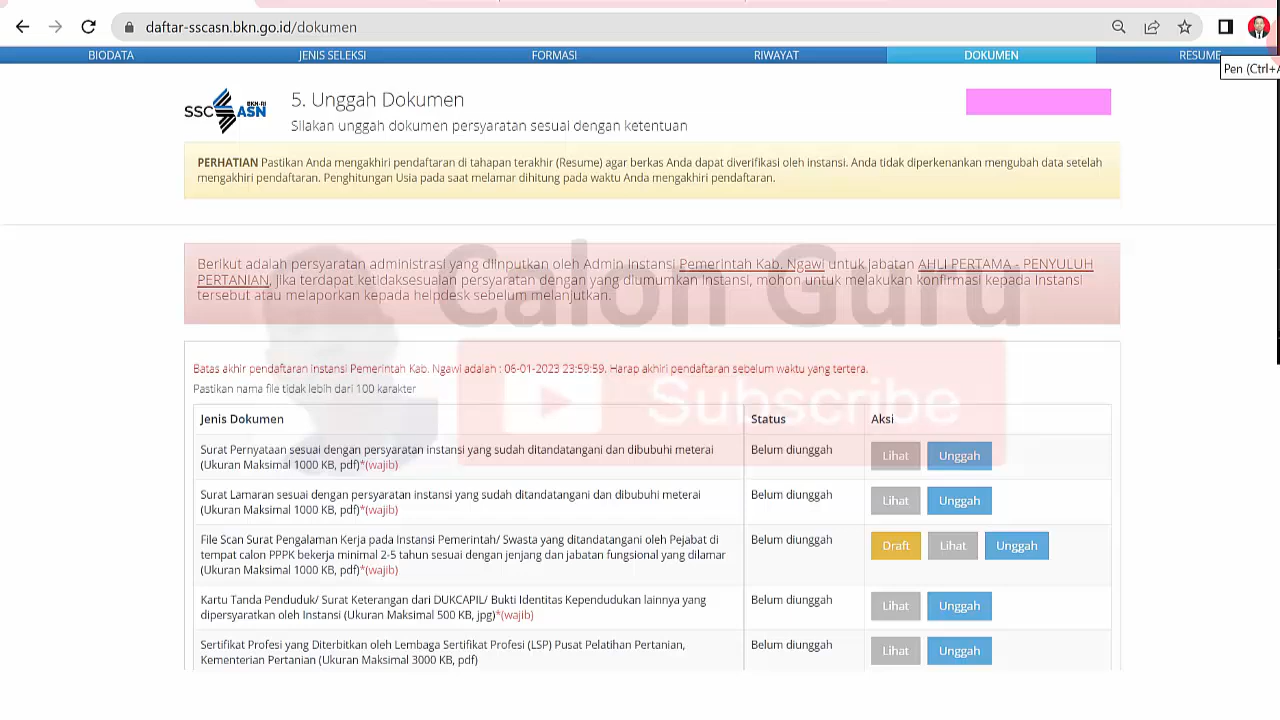 daftar-sscasn.bkn.go.id/dokumen
BIODATA JENIS SELEKSI FORMASI RIWAYAT DOKUMEN RESUME
Pen (Ctrl+A
SSC ASN BKN-RI
5. Unggah Dokumen
Silakan unggah dokumen persyaratan sesuai dengan ketentuan
PERHATIAN Pastikan Anda mengakhiri pendaftaran di tahapan terakhir (Resume) agar berkas Anda dapat diverifikasi oleh instansi. Anda tidak diperkenankan mengubah data setelah
mengakhiri pendaftaran. Penghitungan Usia pada saat melamar dihitung pada waktu Anda mengakhiri pendaftaran.
Berikut adalah persyaratan administrasi yang diinputkan oleh Admin Instansi Pemerintah Kab. Ngawi untuk Jabatan AHLI PERTAMA - PENYULUH
PERTANIAN, jika terdapat ketidaksesuaian persyaratan dengan yang diumumkan instansi, mohon untuk melakukan konfirmasi kepada instansi
tersebut atau melaporkan kepada helpdesk sebelum melanjutkan.
Calon Guru
Subscribe
Batas akhir pendaftaran Instansi Pemerintah Kab. Ngawi adalah : 06-01-2023 23:59:59. Harap akhiri pendaftaran sebelum waktu yang tertera.
Pastikan nama file tidak lebih dari 100 karakter
Jenis Dokumen Status Aksi
Surat Pernyataan sesuai dengan persyaratan instansi yang sudah ditandatangani dan dibubuhi meterai Belum diunggah Lihat Unggah
(Ukuran Maksimal 1000 KB, pdf)*(wajib)
Surat Lamaran sesuai dengan persyaratan instansi yang sudah ditandatangani dan dibubuhi meterai Belum diunggah Lihat Unggah
(Ukuran Maksimal 1000 KB, pdf)*(wajib)
File Scan Surat Pengalaman Kerja pada Instansi Pemerintah/ Swasta yang ditandatangani oleh Pejabat di Belum diunggah Draft Lihat Unggah
tempat calon PPPK bekerja minimal 2-5 tahun sesuai dengan jenjang dan jabatan fungsional yang dilamar
(Ukuran Maksimal 1000 KB, pdf)*(wajib)
Kartu Tanda Penduduk/ Surat Keterangan dari DUKCAPIL/ Bukti Identitas Kependudukan lainnya yang Belum diunggah Lihat Unggah
dipersyaratkan oleh Instansi (Ukuran Maksimal 500 KB, jpg)*(wajib)
Sertifikat Profesi yang Diterbitkan oleh Lembaga Sertifikat Profesi (LSP) Pusat Pelatihan Pertanian, Belum diunggah Lihat Unggah
Kementerian Pertanian (Ukuran Maksimal 3000 KB, pdf)